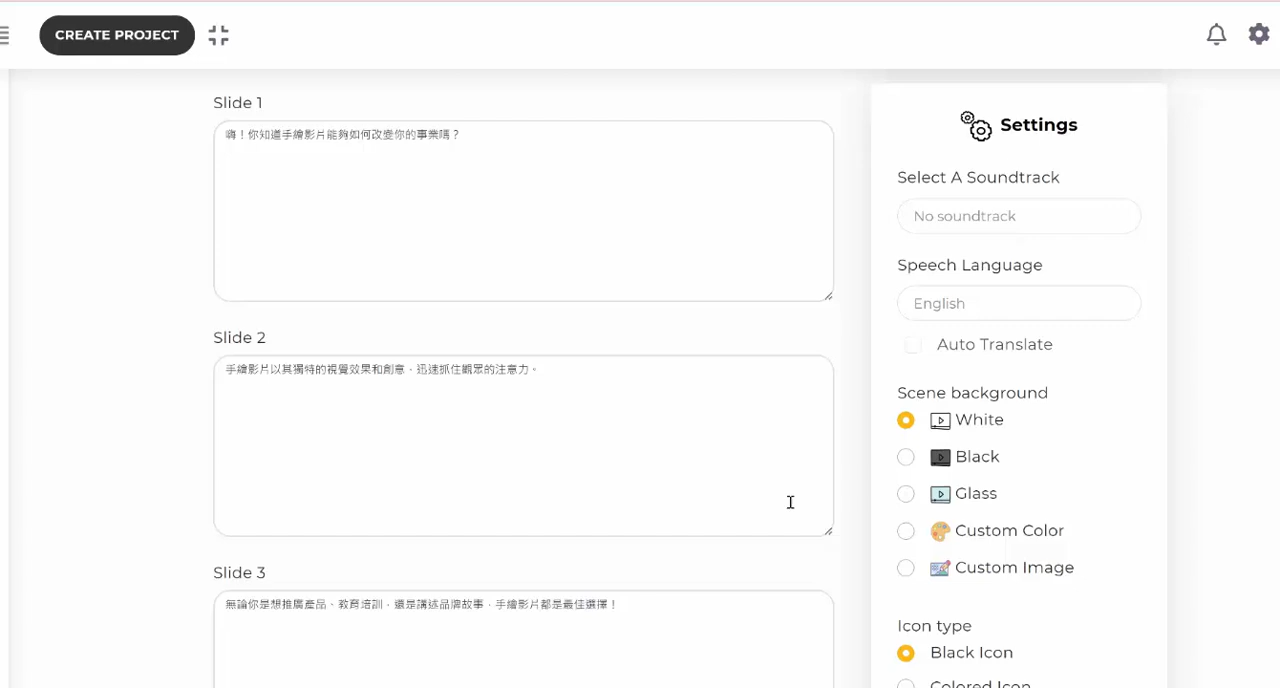 CREATE PROJECT
Slide 1
嗨！你知道手繪影片能夠如何改變你的事業嗎？
Slide 2
手繪影片以其獨特的視覺效果和創意，迅速抓住觀眾的注意力。
Slide 3
無論你是想推廣產品、教育培訓，還是講述品牌故事，手繪影片都是最佳選擇！
Settings
Select A Soundtrack
No soundtrack
Speech Language
English
Auto Translate
Scene background
White
Black
Glass
Custom Color
Custom Image
Icon type
Black Icon
Colored Icon